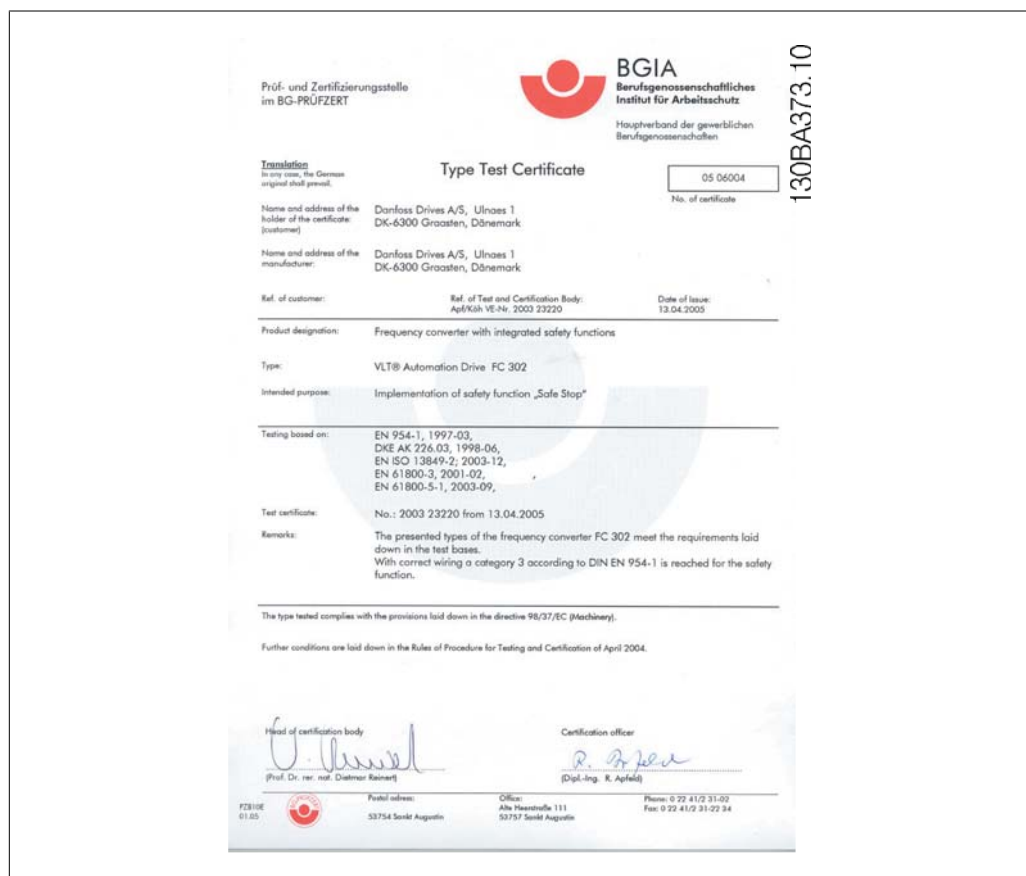 130BA373.10
Prüf- und Zertifizierungsstelle
im BG-PRÜFZERT
BGIA
Berufsgenossenschaftliches
Institut für Arbeitsschutz
Hauptverband der gewerblichen
Berufsgenossenschaften
Translation
In any case, the German
original shall prevail.
Type Test Certificate
05 06004
No. of certificate
Name and address of the
holder of the certificate:
(customer)
Danfoss Drives A/S, Ulnaes 1
DK-6300 Graasten, Dänemark
Name and address of the
manufacturer:
Danfoss Drives A/S, Ulnaes 1
DK-6300 Graasten, Dänemark
Ref. of customer:
Ref. of Test and Certification Body:
Apf/Köh VE-Nr. 2003 23220
Date of Issue:
13.04.2005
Product designation:
Frequency converter with integrated safety functions
Type:
VLT® Automation Drive FC 302
Intended purpose:
Implementation of safety function „Safe Stop“
Testing based on:
EN 954-1, 1997-03,
DKE AK 226.03, 1998-06,
EN ISO 13849-2; 2003-12,
EN 61800-3, 2001-02,
EN 61800-5-1, 2003-09,
Test certificate:
No.: 2003 23220 from 13.04.2005
Remarks:
The presented types of the frequency converter FC 302 meet the requirements laid
down in the test bases.
With correct wiring a category 3 according to DIN EN 954-1 is reached for the safety
function.
The type tested complies with the provisions laid down in the directive 98/37/EC (Machinery).
Further conditions are laid down in the Rules of Procedure for Testing and Certification of April 2004.
Head of certification body
(Prof. Dr. rer. nat. Dietmar Reinert)
Certification officer
R. Apfeld
(Dipl.-Ing. R. Apfeld)
PZB10E
01.05
Postal adress:
53754 Sankt Augustin
Office:
Alte Heerstraße 111
53757 Sankt Augustin
Phone: 0 22 41/2 31-02
Fax: 0 22 41/2 31-22 34